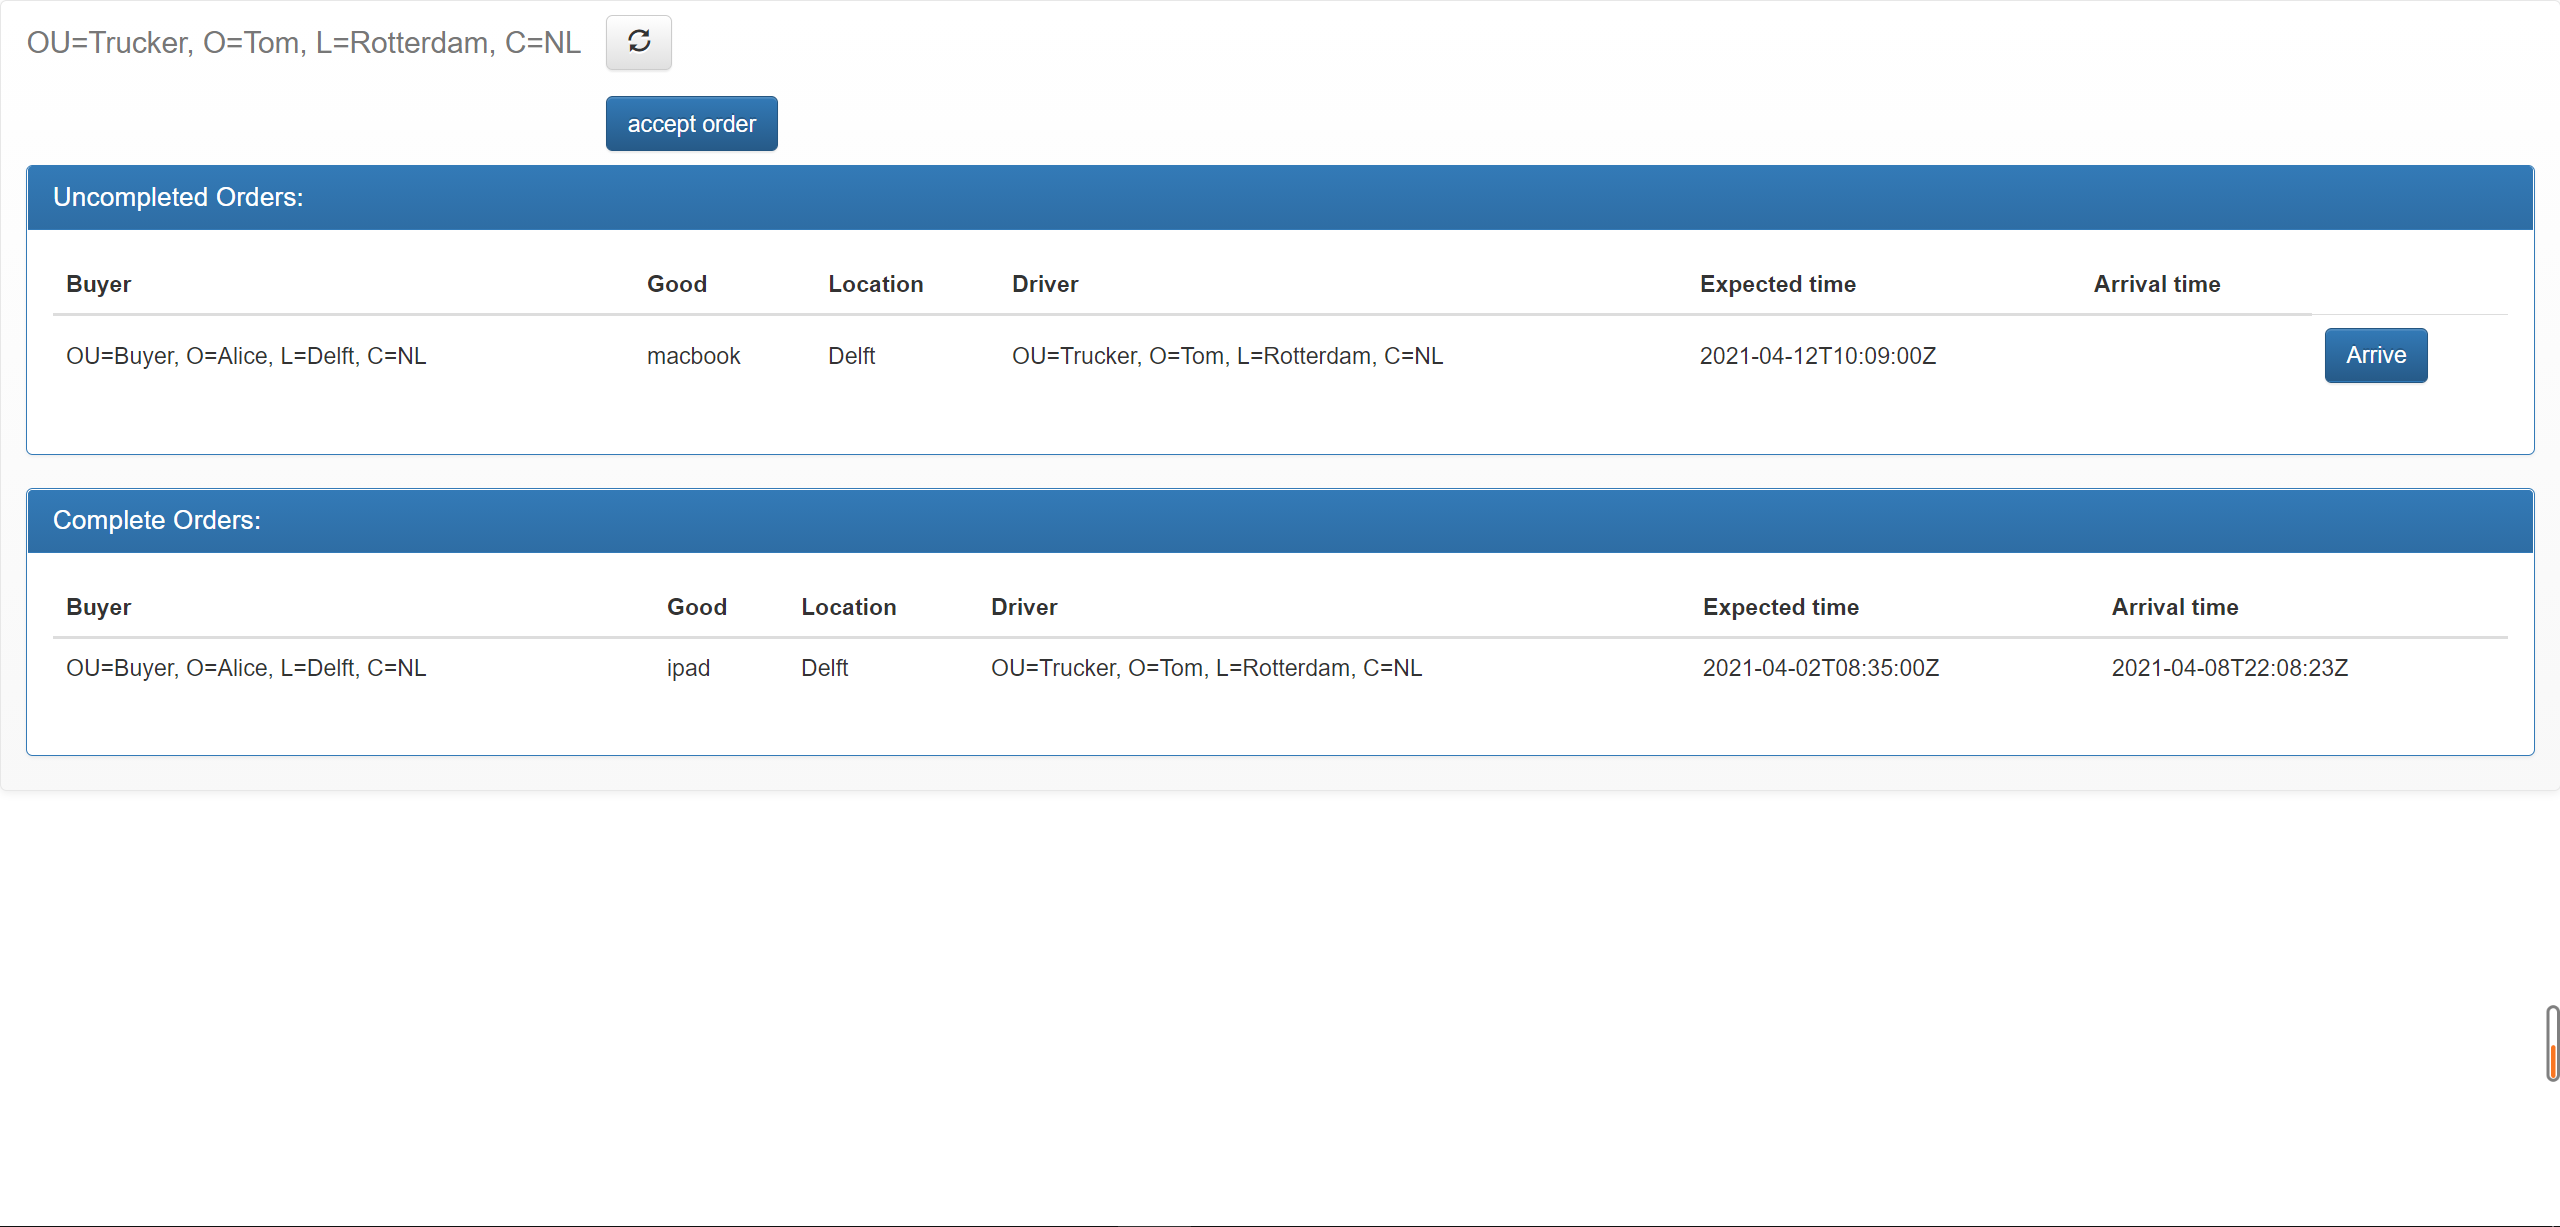 OU=Trucker, O=Tom, L=Rotterdam, C=NL
accept order
Uncompleted Orders:
Buyer Good Location Driver Expected time Arrival time
OU=Buyer, O=Alice, L=Delft, C=NL macbook Delft OU=Trucker, O=Tom, L=Rotterdam, C=NL 2021-04-12T10:09:00Z Arrive
Complete Orders:
Buyer Good Location Driver Expected time Arrival time
OU=Buyer, O=Alice, L=Delft, C=NL ipad Delft OU=Trucker, O=Tom, L=Rotterdam, C=NL 2021-04-02T08:35:00Z 2021-04-08T22:08:23Z